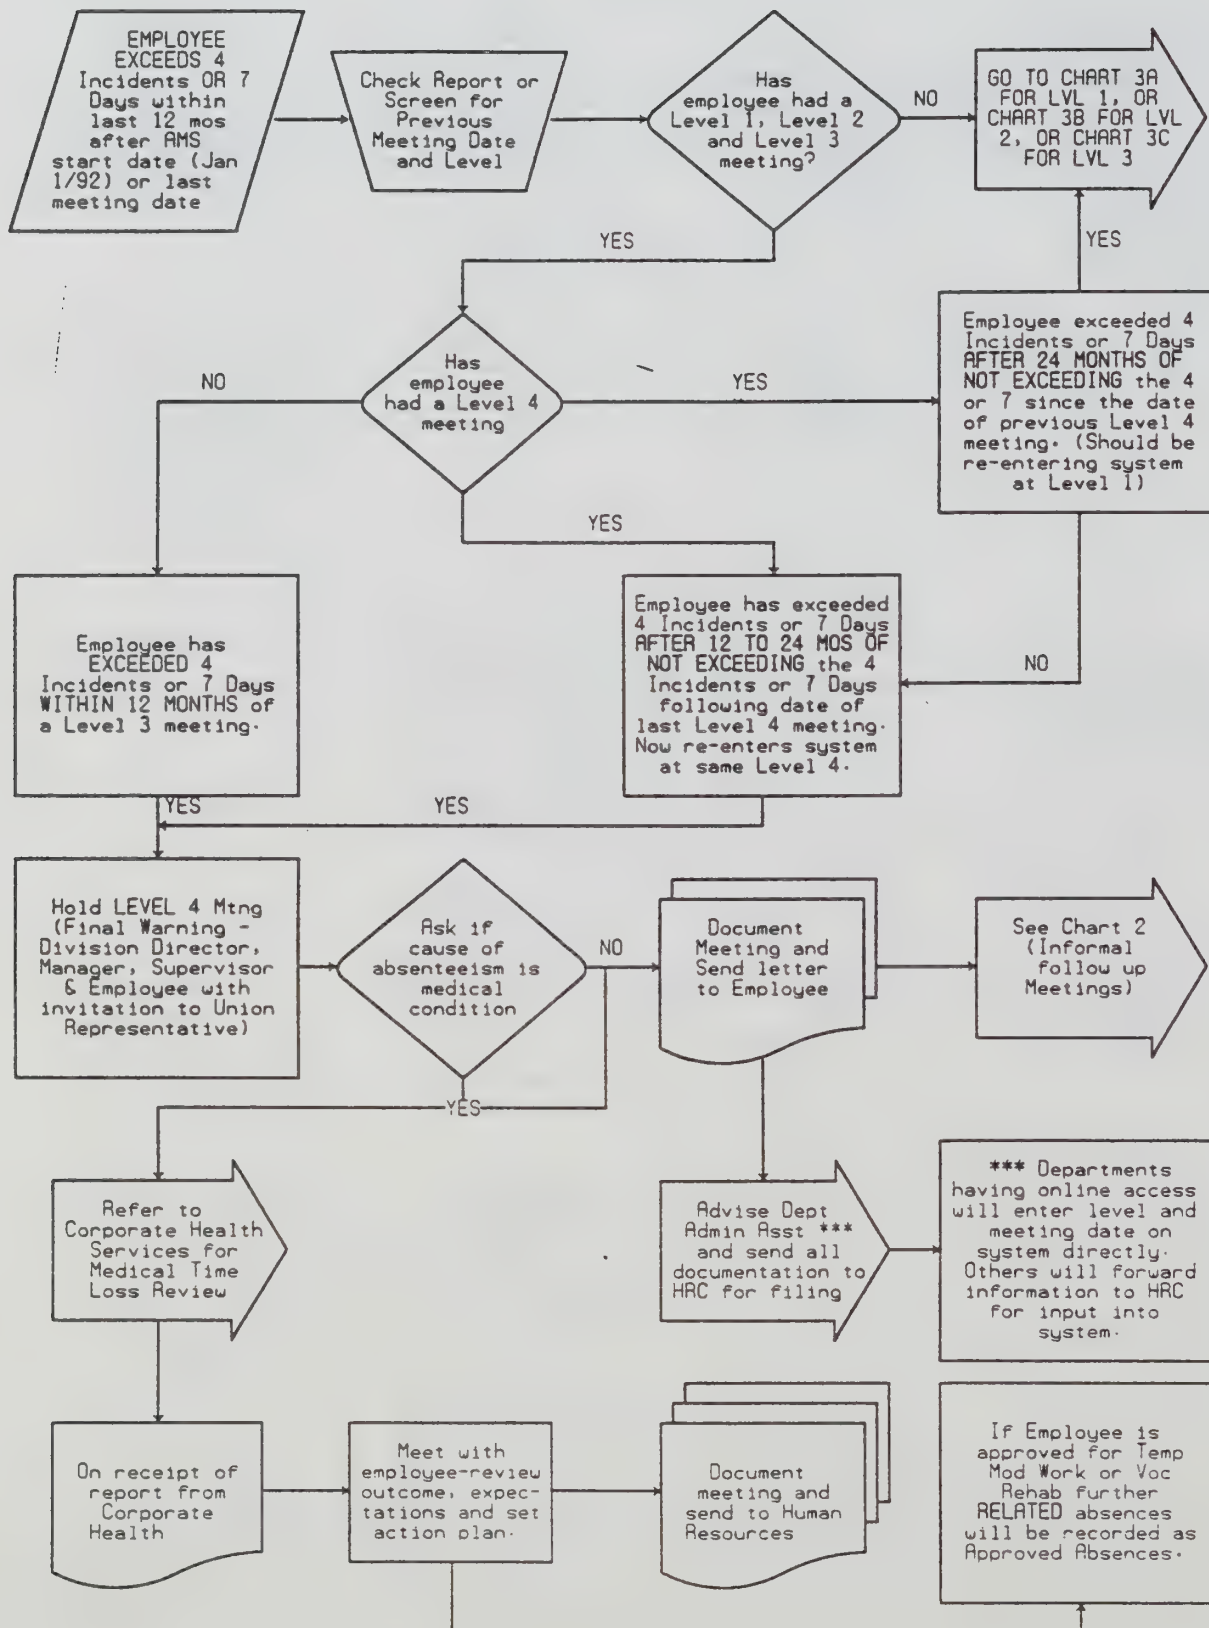 EMPLOYEE
EXCEEDS 4
Incidents OR 7
Days within
last 12 mos
after AMS
start date (Jan
1/92) or last
meeting date
Check Report or
Screen for
Previous
Meeting Date
and Level
Has
employee had a
Level 1, Level 2
and Level 3
meeting?
NO
GO TO CHART 3A
FOR LVL 1, OR
CHART 3B FOR LVL
2, OR CHART 3C
FOR LVL 3
YES
YES
Has
employee
had a Level 4
meeting
NO
YES
Employee exceeded 4
Incidents or 7 Days
AFTER 24 MONTHS OF
NOT EXCEEDING the 4
or 7 since the date
of previous Level 4
meeting. (Should be
re-entering system
at Level 1)
YES
NO
Employee has
EXCEEDED 4
Incidents or 7 Days
WITHIN 12 MONTHS of
a Level 3 meeting.
Employee has exceeded
4 Incidents or 7 Days
AFTER 12 TO 24 MOS OF
NOT EXCEEDING the 4
Incidents or 7 Days
following date of
last Level 4 meeting.
Now re-enters system
at same Level 4.
YES
YES
Hold LEVEL 4 Mtng
(Final Warning -
Division Director,
Manager, Supervisor
& Employee with
invitation to Union
Representative)
Ask if
cause of
absenteeism is
medical
condition
NO
Document
Meeting and
Send letter
to Employee
See Chart 2
(Informal
follow up
Meetings)
YES
Refer to
Corporate Health
Services for
Medical Time
Loss Review
Advise Dept
Admin Asst ***
and send all
documentation to
HRC for filing
*** Departments
having online access
will enter level and
meeting date on
system directly.
Others will forward
information to HRC
for input into
system.
On receipt of
report from
Corporate
Health
Meet with
employee-review
outcome, expec-
tations and set
action plan.
Document
meeting and
send to Human
Resources
If Employee is
approved for Temp
Mod Work or Voc
Rehab further
RELATED absences
will be recorded as
Approved Absences.